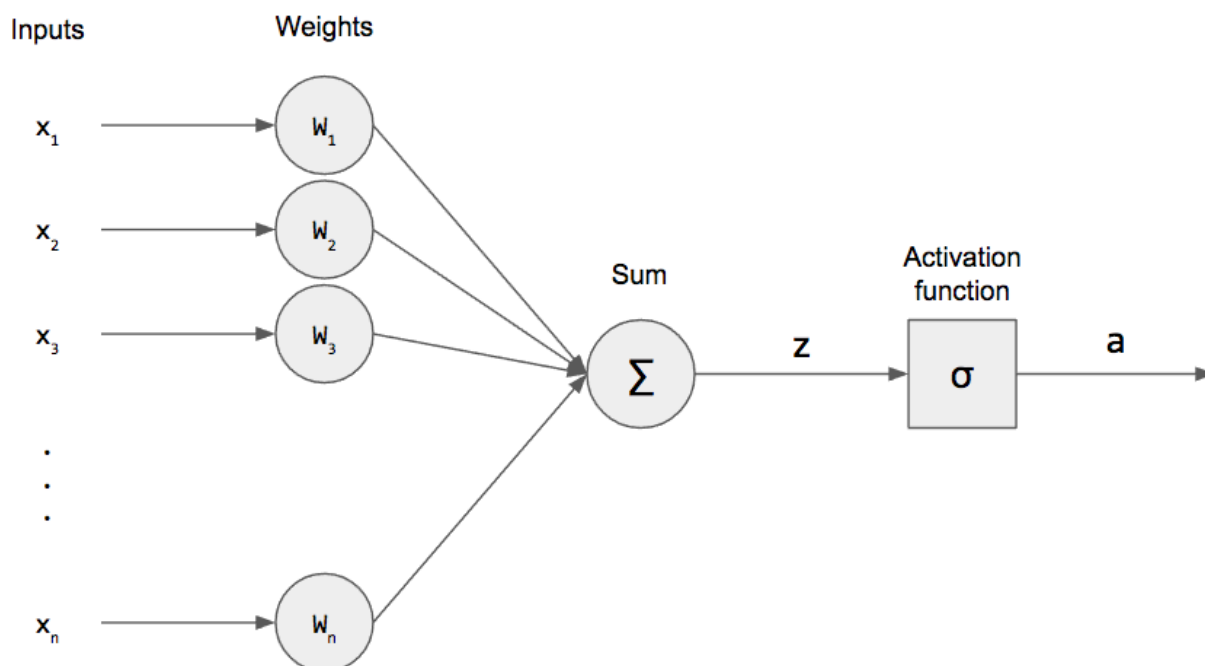 Inputs
Weights
x₁
W₁
x₂
W₂
x₃
W₃
.
.
.
xₙ
Wₙ
Sum
Σ
z
Activation
function
σ
a